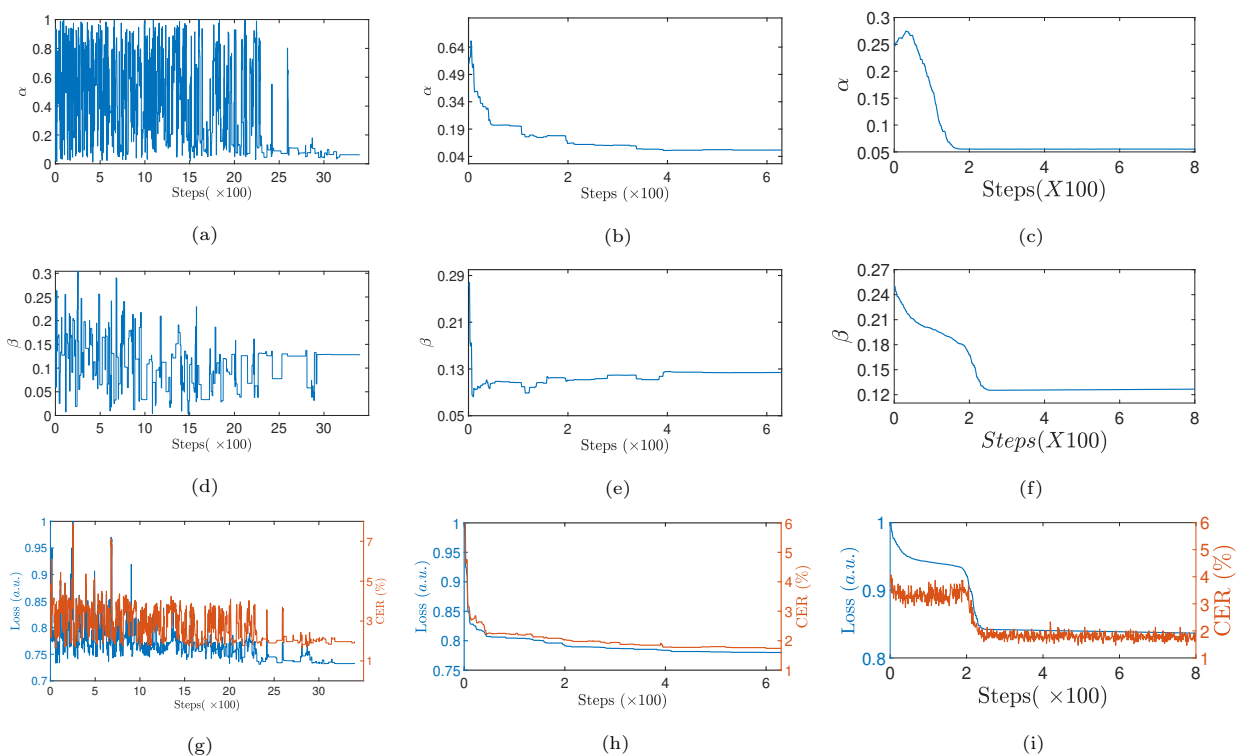 1
0.8
0.6
0.4
0.2
0
α
0 5 10 15 20 25 30
Steps( ×100)
(a)
0.64
0.49
0.34
0.19
0.04
α
0 2 4 6
Steps (×100)
(b)
0.3
0.25
0.2
0.15
0.1
0.05
α
0 2 4 6 8
Steps(X100)
(c)
0.3
0.25
0.2
0.15
0.1
0.05
0
β
0 5 10 15 20 25 30
Steps( ×100)
(d)
0.29
0.21
0.13
0.05
β
0 2 4 6
Steps (×100)
(e)
0.27
0.24
0.21
0.18
0.15
0.12
β
0 2 4 6 8
Steps(X100)
(f)
1
0.95
0.9
0.85
0.8
0.75
0.7
Loss (a.u.)
7
5
3
1
CER (%)
0 5 10 15 20 25 30
Steps( ×100)
(g)
1
0.95
0.9
0.85
0.8
0.75
Loss (a.u.)
6
5
4
3
2
1
CER (%)
0 2 4 6
Steps (×100)
(h)
1
0.9
0.8
Loss (a.u.)
6
5
4
3
2
1
CER (%)
0 2 4 6 8
Steps( ×100)
(i)